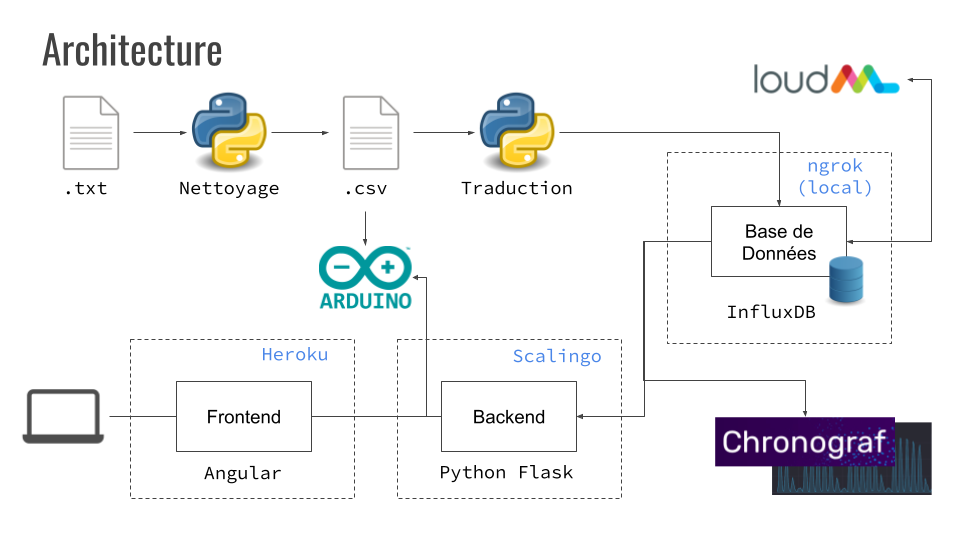 Architecture
loudML
.txt
Nettoyage
.csv
Traduction
ngrok
(local)
Base de
Données
InfluxDB
ARDUINO
Heroku
Scalingo
Frontend
Backend
Angular
Python Flask
Chronograf